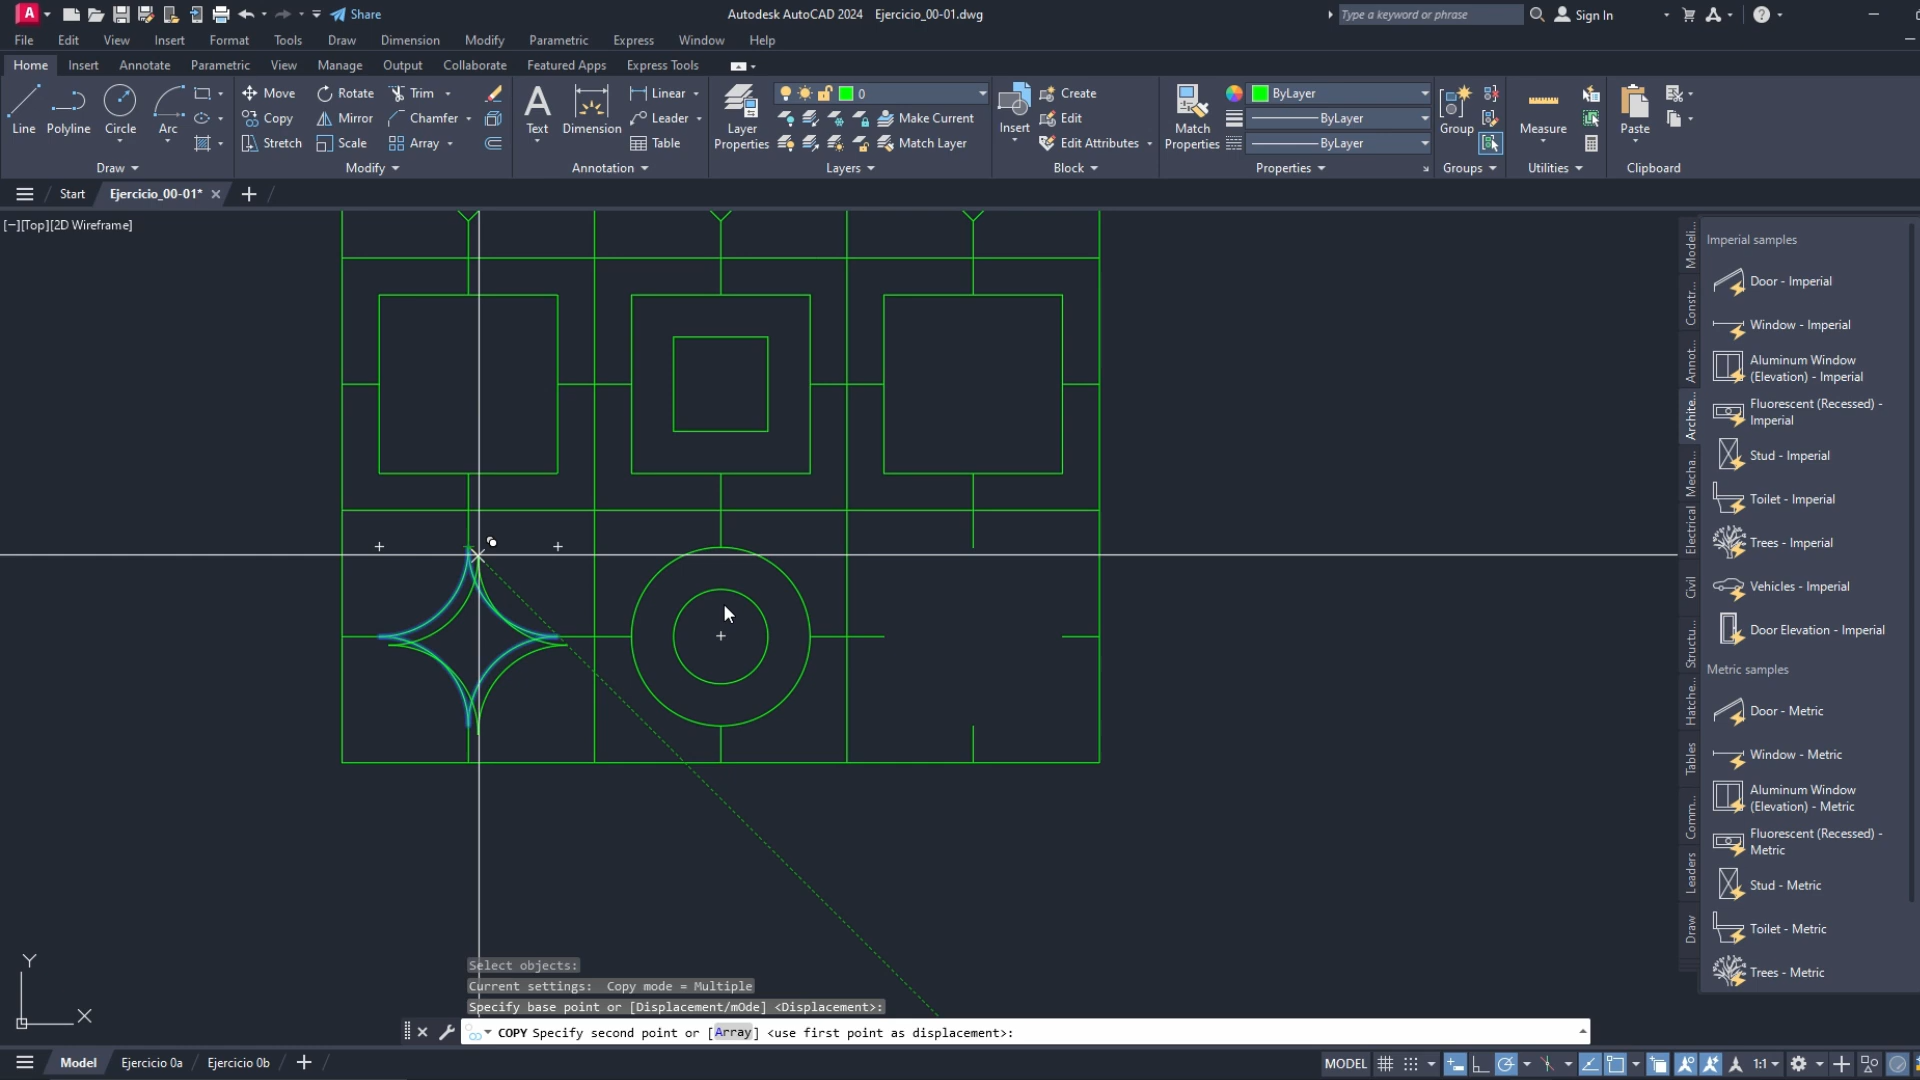 A Share Autodesk AutoCAD 2024 Ejercicio_00-01.dwg Type a keyword or phrase Sign In
File Edit View Insert Format Tools Draw Dimension Modify Parametric Express Window Help
Home Insert Annotate Parametric View Manage Output Collaborate Featured Apps Express Tools
Move Rotate Trim Linear 0 Create ByLayer
Copy Mirror Chamfer Leader Make Current Edit ByLayer
Line Polyline Circle Arc Text Dimension Layer Insert Match Group Measure Paste
Stretch Scale Array Table Properties Match Layer Edit Attributes Properties ByLayer
Draw Modify Annotation Layers Block Properties Groups Utilities Clipboard
Start Ejercicio_00-01*
[−][Top][2D Wireframe]
Modeli...
Constr...
Annot...
Archite...
Mecha...
Electrical
Civil
Structu...
Hatche...
Tables
Comm...
Leaders
Draw
Imperial samples
Door - Imperial
Window - Imperial
Aluminum Window
(Elevation) - Imperial
Fluorescent (Recessed) -
Imperial
Stud - Imperial
Toilet - Imperial
Trees - Imperial
Vehicles - Imperial
Door Elevation - Imperial
Metric samples
Door - Metric
Window - Metric
Aluminum Window
(Elevation) - Metric
Fluorescent (Recessed) -
Metric
Stud - Metric
Toilet - Metric
Trees - Metric
Y
X
Select objects:
Current settings: Copy mode = Multiple
Specify base point or [Displacement/mOde] <Displacement>:
COPY Specify second point or [Array] <use first point as displacement>:
Model Ejercicio 0a Ejercicio 0b MODEL 1:1